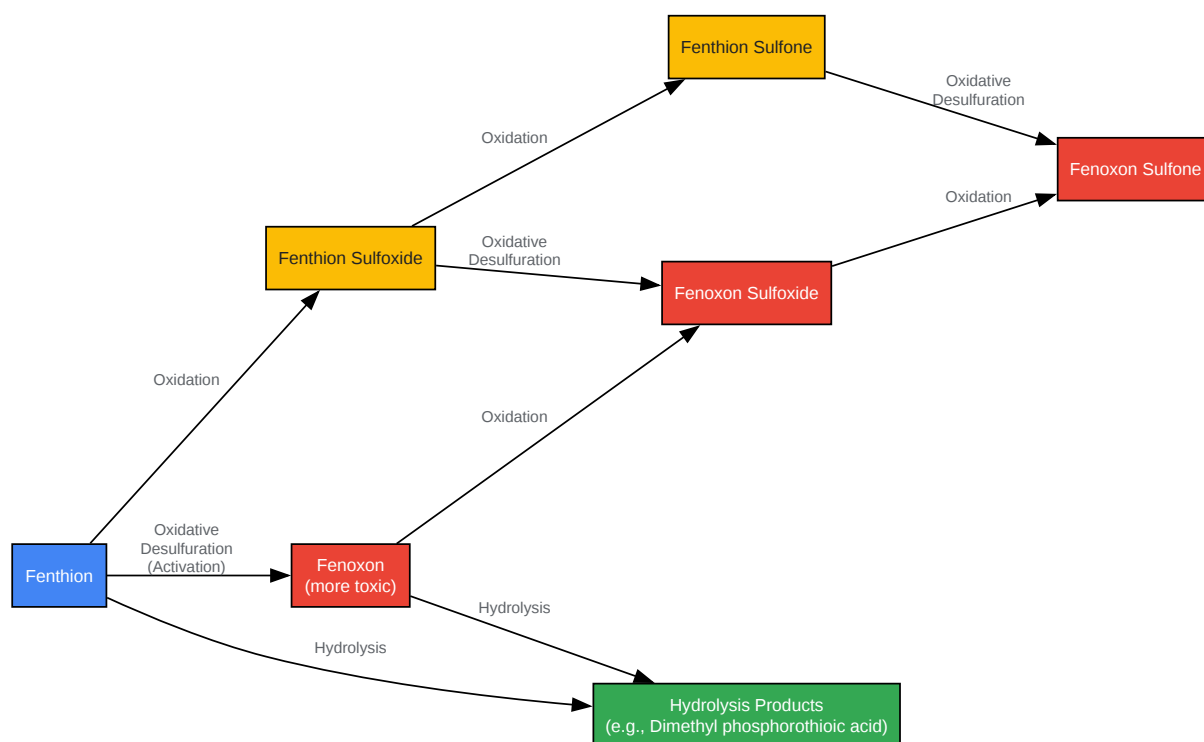 Fenthion Sulfone
Oxidative
Desulfuration
Oxidation
Fenoxon Sulfone
Oxidation
Fenthion Sulfoxide
Oxidative
Desulfuration
Fenoxon Sulfoxide
Oxidation
Oxidation
Oxidative
Desulfuration
(Activation)
Fenthion
Fenoxon
(more toxic)
Hydrolysis
Hydrolysis
Hydrolysis Products
(e.g., Dimethyl phosphorothioic acid)